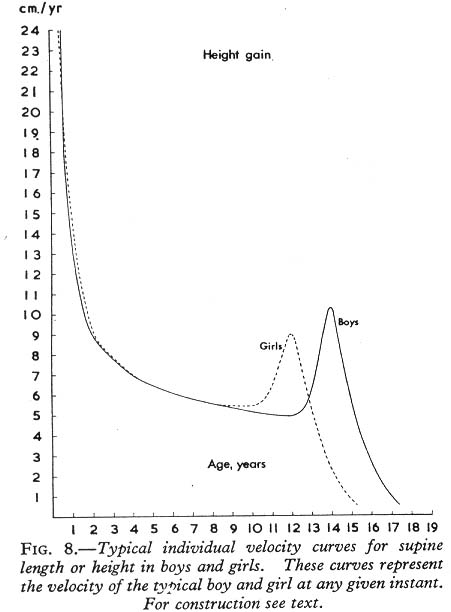 cm./yr
24
23
22
21
20
19
18
17
16
15
14
13
12
11
10
9
8
7
6
5
4
3
2
1
Height gain
Boys
Girls
Age, years
1 2 3 4 5 6 7 8 9 10 11 12 13 14 15 16 17 18 19
FIG. 8.—Typical individual velocity curves for supine
length or height in boys and girls. These curves represent
the velocity of the typical boy and girl at any given instant.
For construction see text.